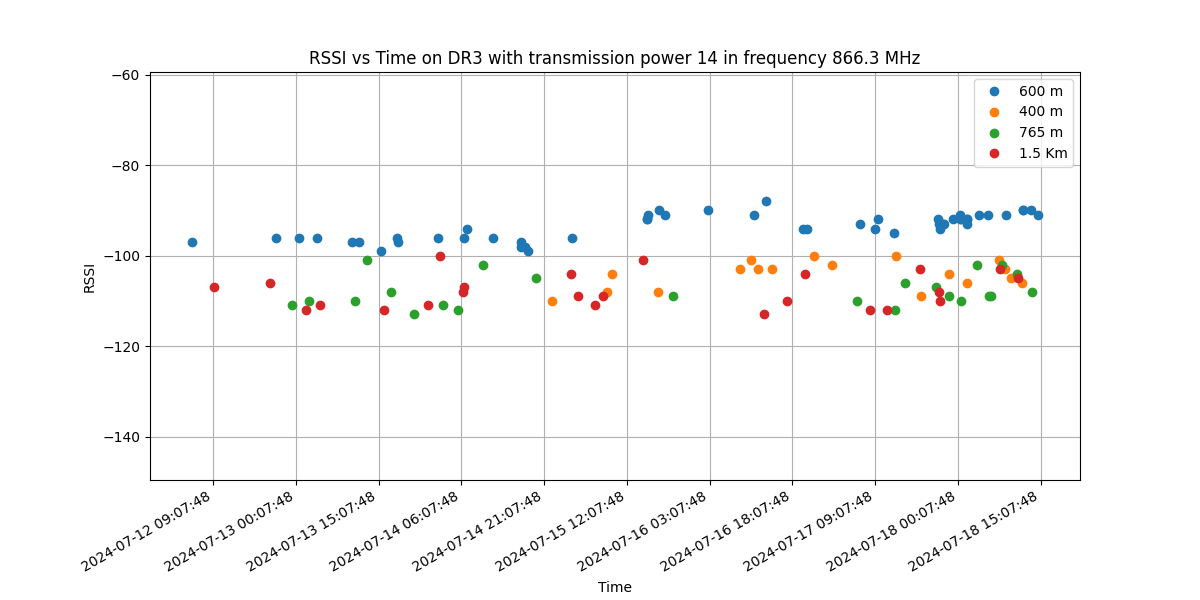 RSSI vs Time on DR3 with transmission power 14 in frequency 866.3 MHz
600 m
400 m
765 m
1.5 Km
−60
−80
−100
−120
−140
RSSI
2024-07-12 09:07:48
2024-07-13 00:07:48
2024-07-13 15:07:48
2024-07-14 06:07:48
2024-07-14 21:07:48
2024-07-15 12:07:48
2024-07-16 03:07:48
2024-07-16 18:07:48
2024-07-17 09:07:48
2024-07-18 00:07:48
2024-07-18 15:07:48
Time